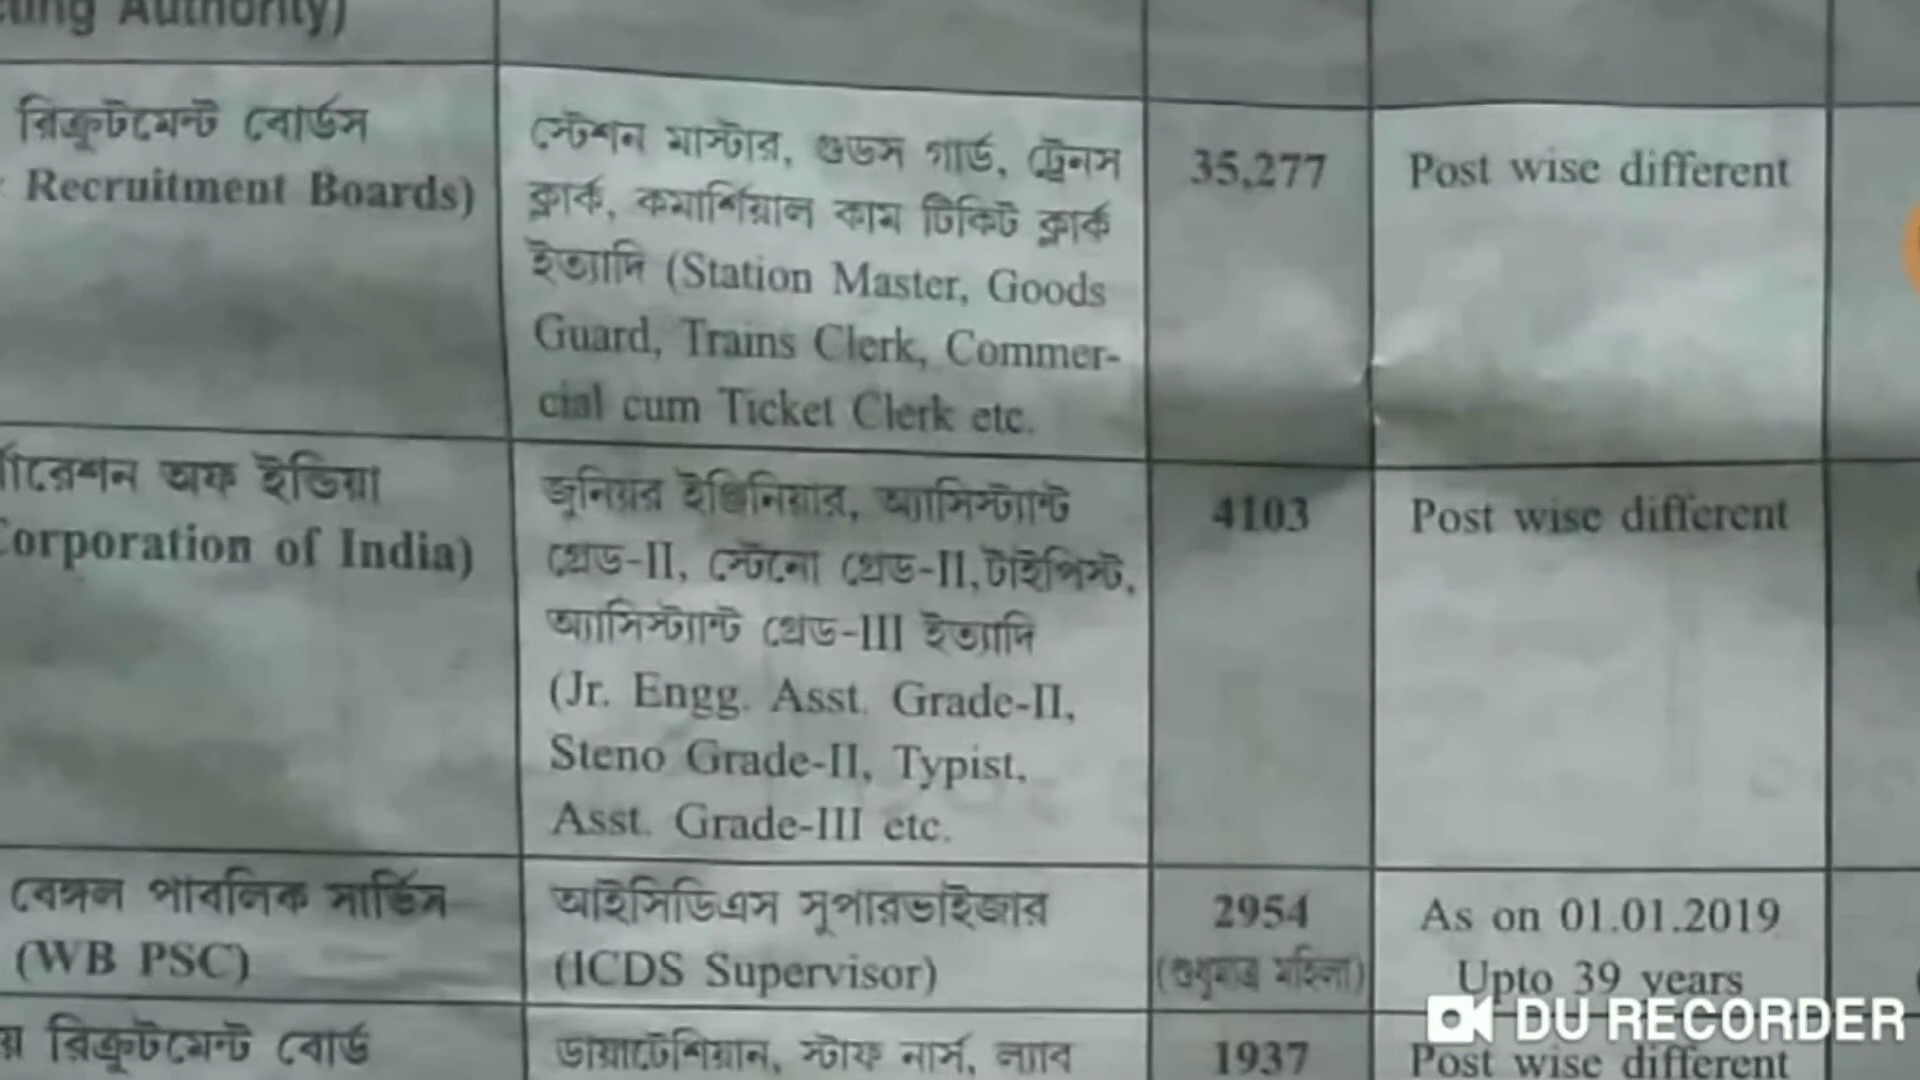 Authority)
রিক্রুটমেন্ট বোর্ডস
Recruitment Boards)
স্টেশন মাস্টার, গুডস গার্ড, ট্রেনস
ক্লার্ক, কমার্শিয়াল কাম টিকিট ক্লার্ক
ইত্যাদি (Station Master, Goods
Guard, Trains Clerk, Commer-
cial cum Ticket Clerk etc.
35,277
Post wise different
অফ ইন্ডিয়া
Corporation of India)
জুনিয়র ইঞ্জিনিয়ার, অ্যাসিস্ট্যান্ট
গ্রেড-II, স্টেনো গ্রেড-II, টাইপিস্ট,
অ্যাসিস্ট্যান্ট গ্রেড-III ইত্যাদি
(Jr. Engg. Asst. Grade-II,
Steno Grade-II, Typist,
Asst. Grade-III etc.
4103
Post wise different
বেঙ্গল পাবলিক সার্ভিস
(WB PSC)
আইসিডিএস সুপারভাইজার
(ICDS Supervisor)
2954
(শুধুমাত্র মহিলা)
As on 01.01.2019
Upto 39 years
রিক্রুটমেন্ট বোর্ড
ডায়াটেশিয়ান, স্টাফ নার্স, ল্যাব
1937
Post wise different
DU RECORDER